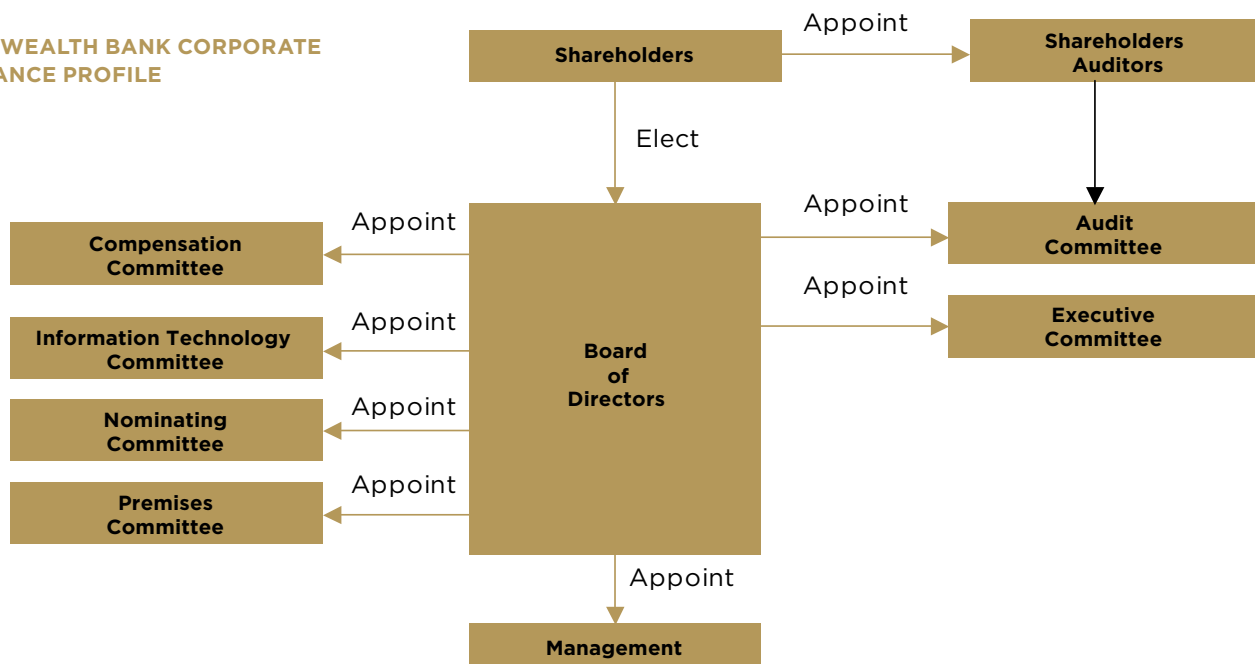 WEALTH BANK CORPORATE
ANCE PROFILE
Shareholders
Appoint
Shareholders
Auditors
Elect
Appoint
Compensation
Committee
Appoint
Audit
Committee
Appoint
Executive
Committee
Appoint
Information Technology
Committee
Board
of
Directors
Appoint
Nominating
Committee
Appoint
Premises
Committee
Appoint
Management